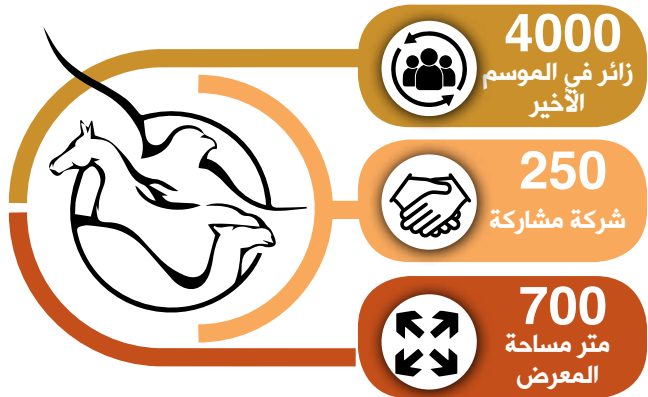 4000
زائر في الموسم
الأخير
250
شركة مشاركة
700
متر مساحة
المعرض